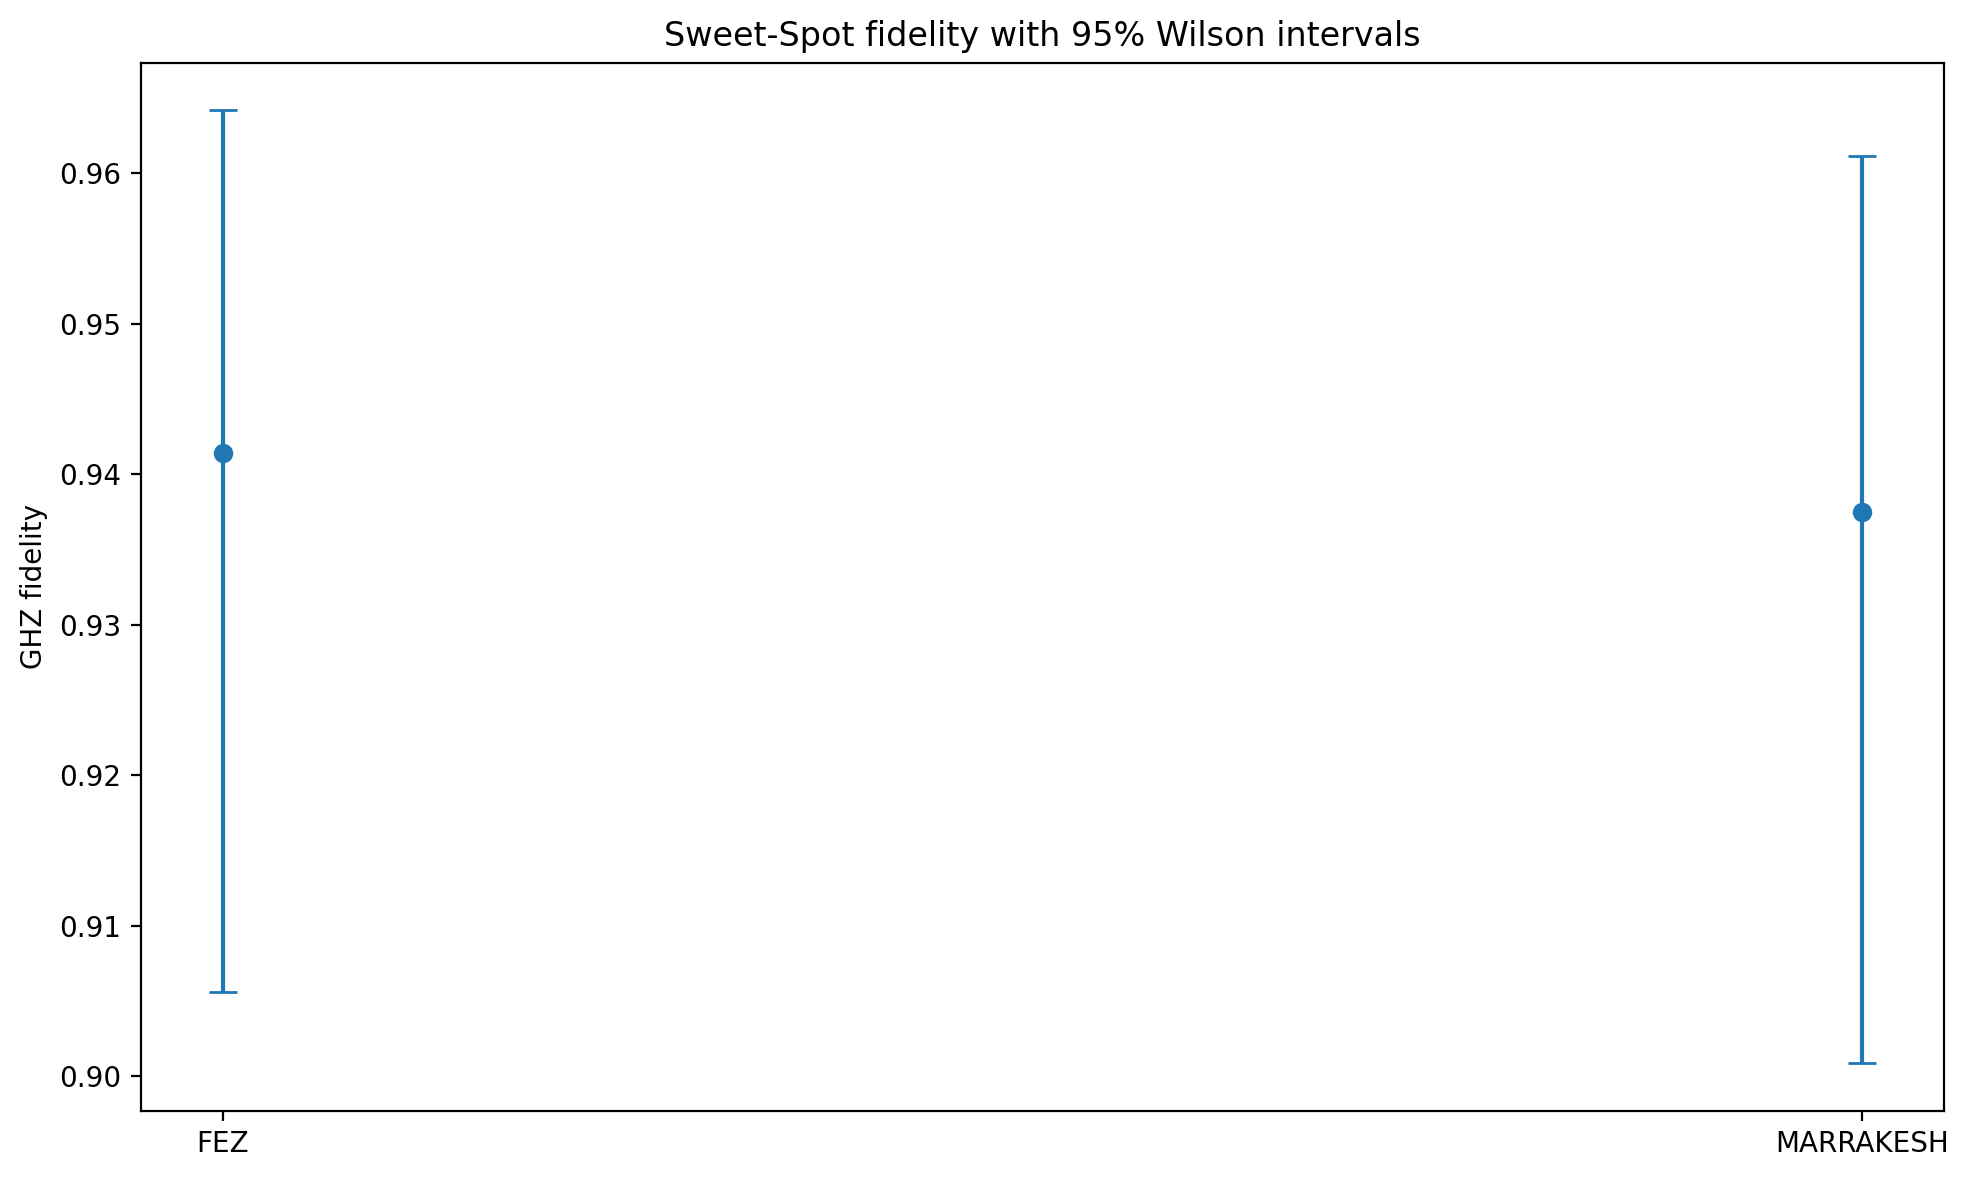 Sweet-Spot fidelity with 95% Wilson intervals
GHZ fidelity
0.96
0.95
0.94
0.93
0.92
0.91
0.90
FEZ
MARRAKESH